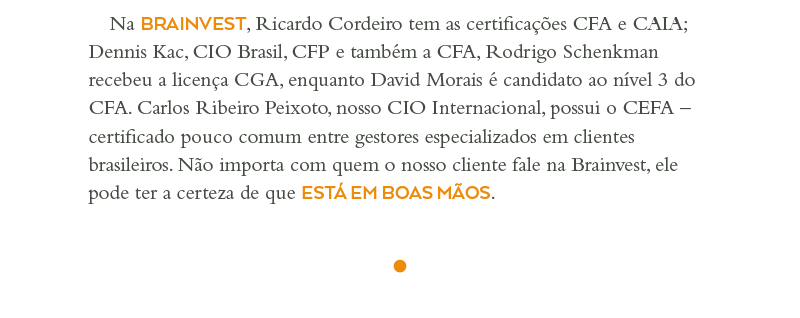 Na BRAINVEST, Ricardo Cordeiro tem as certificações CFA e CAIA;
Dennis Kac, CIO Brasil, CFP e também a CFA, Rodrigo Schenkman
recebeu a licença CGA, enquanto David Morais é candidato ao nível 3 do
CFA. Carlos Ribeiro Peixoto, nosso CIO Internacional, possui o CEFA –
certificado pouco comum entre gestores especializados em clientes
brasileiros. Não importa com quem o nosso cliente fale na Brainvest, ele
pode ter a certeza de que ESTÁ EM BOAS MÃOS.